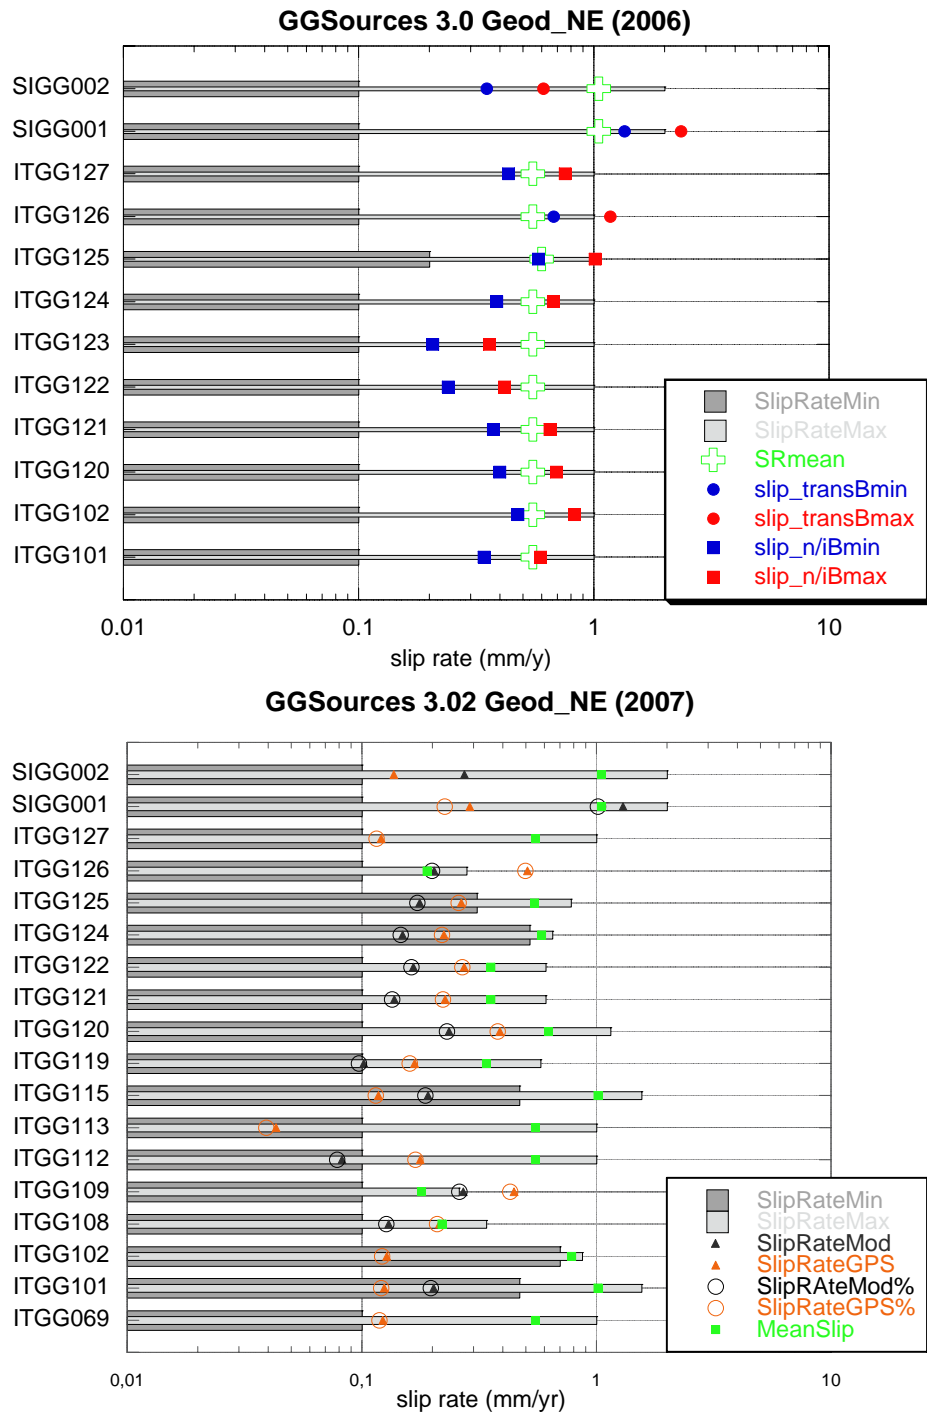 GGSources 3.0 Geod_NE (2006)
SIGG002
SIGG001
ITGG127
ITGG126
ITGG125
ITGG124
ITGG123
ITGG122
ITGG121
ITGG120
ITGG102
ITGG101
SlipRateMin
SlipRateMax
SRmean
slip_transBmin
slip_transBmax
slip_n/iBmin
slip_n/iBmax
0.01 0.1 1 10
slip rate (mm/y)
GGSources 3.02 Geod_NE (2007)
SIGG002
SIGG001
ITGG127
ITGG126
ITGG125
ITGG124
ITGG122
ITGG121
ITGG120
ITGG119
ITGG115
ITGG113
ITGG112
ITGG109
ITGG108
ITGG102
ITGG101
ITGG069
SlipRateMin
SlipRateMax
SlipRateMod
SlipRateGPS
SlipRAteMod%
SlipRateGPS%
MeanSlip
0,01 0,1 1 10
slip rate (mm/yr)